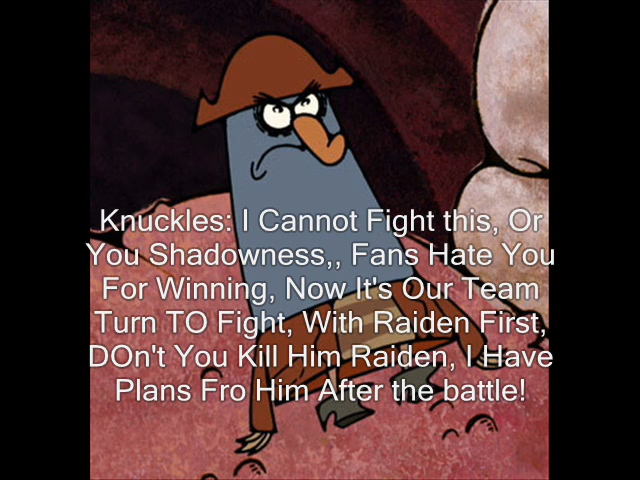 Knuckles: I Cannot Fight this, Or
You Shadowness,, Fans Hate You
For Winning, Now It's Our Team
Turn TO Fight, With Raiden First,
DOn't You Kill Him Raiden, I Have
Plans Fro Him After the battle!